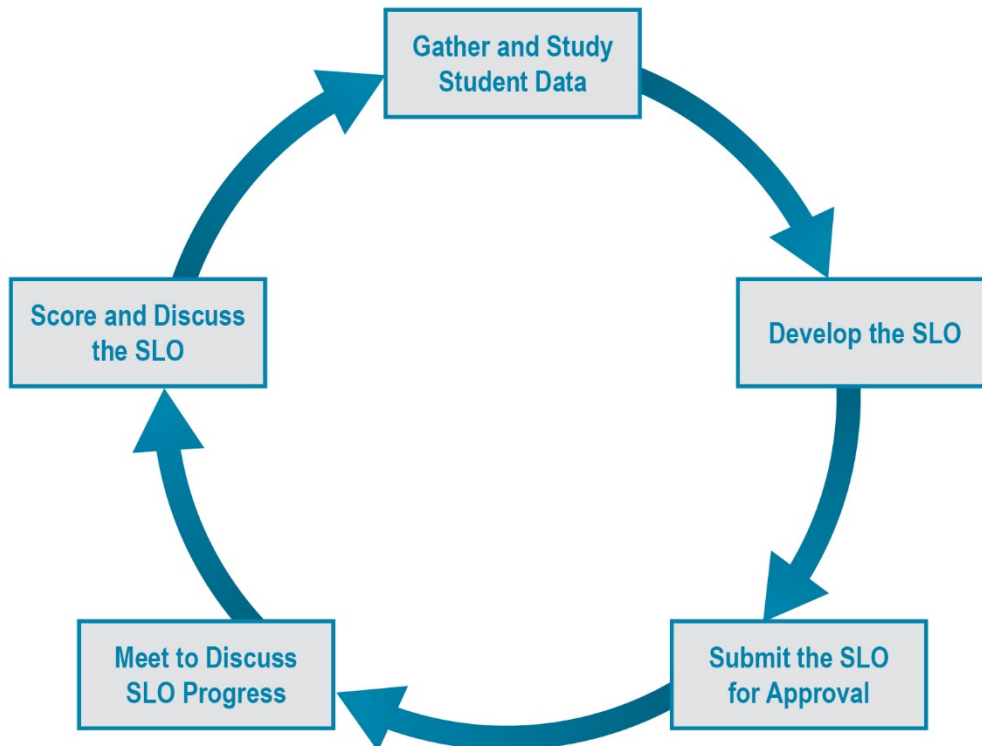 Gather and Study
Student Data
Develop the SLO
Submit the SLO
for Approval
Meet to Discuss
SLO Progress
Score and Discuss
the SLO